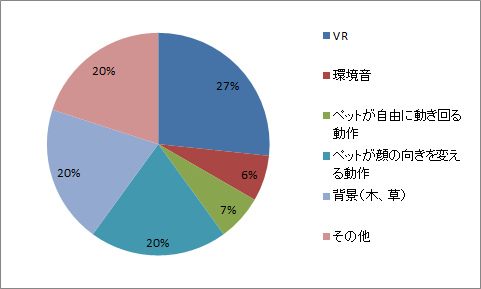 20%
27%
6%
7%
20%
20%
VR
環境音
ペットが自由に動き回る
動作
ペットが顔の向きを変え
る動作
背景(木、草)
その他